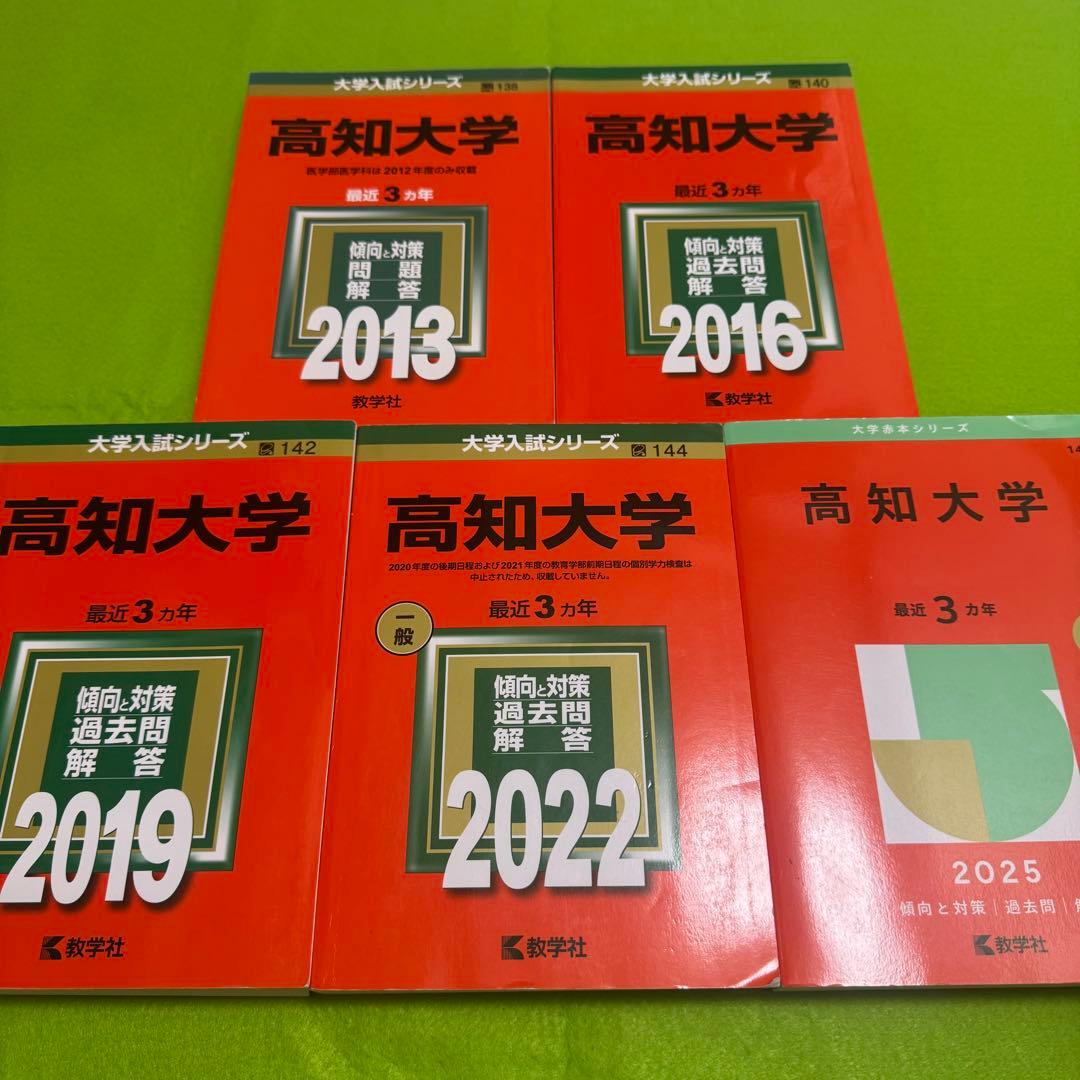 大学入試シリーズ
138
高知大学
医学部医学科は2012年度のみ収載
最近3カ年
傾向と対策
問題
解答
2013
教学社
大学入試シリーズ
140
高知大学
最近3カ年
傾向と対策
過去問
解答
2016
教学社
大学入試シリーズ
142
高知大学
最近3カ年
傾向と対策
過去問
解答
2019
教学社
大学入試シリーズ
144
高知大学
2020年度の後期日程および2021年度の教育学部前期日程の個別学力検査は
中止されたため、収載していません。
一般
最近3カ年
傾向と対策
過去問
解答
2022
教学社
大学赤本シリーズ
高知大学
最近3カ年
2025
傾向と対策｜過去問｜
教学社